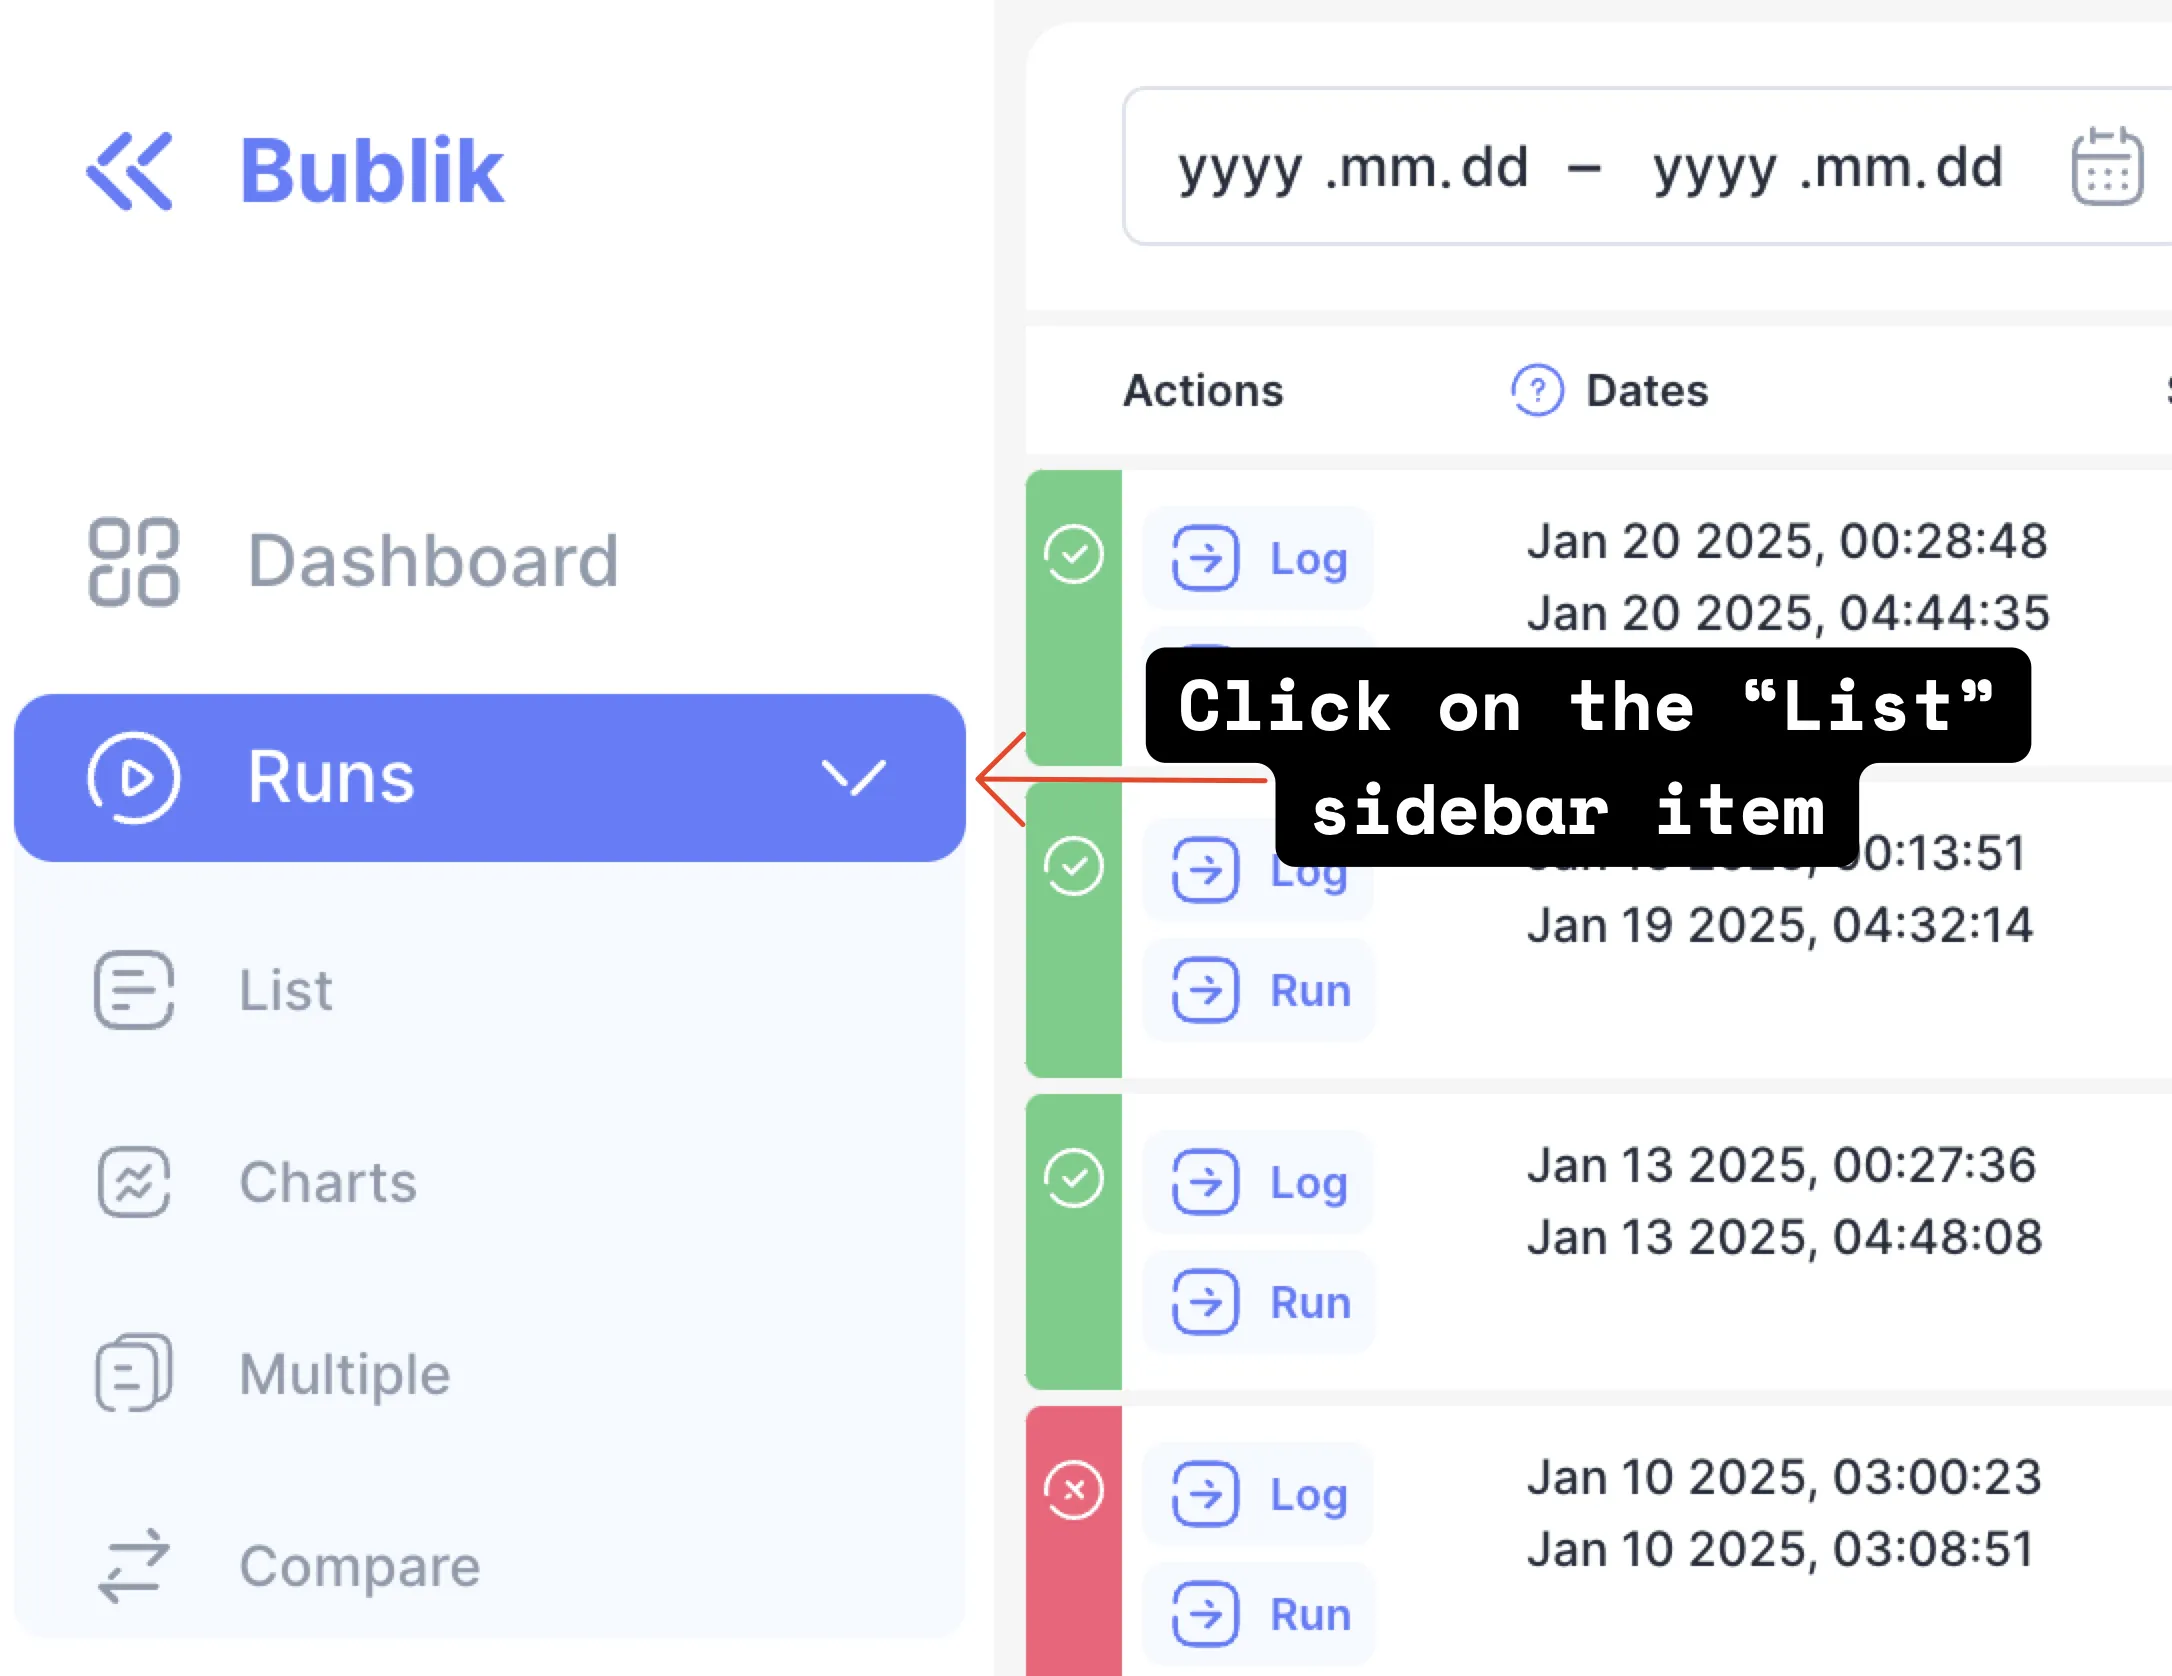 Bublik
Dashboard
Runs
List
Charts
Multiple
Compare
yyyy .mm.dd – yyyy .mm.dd
Actions
Dates
Log
Jan 20 2025, 00:28:48
Jan 20 2025, 04:44:35
Click on the “List”
sidebar item
Log
0:13:51
Jan 19 2025, 04:32:14
Run
Log
Jan 13 2025, 00:27:36
Jan 13 2025, 04:48:08
Run
Log
Jan 10 2025, 03:00:23
Jan 10 2025, 03:08:51
Run